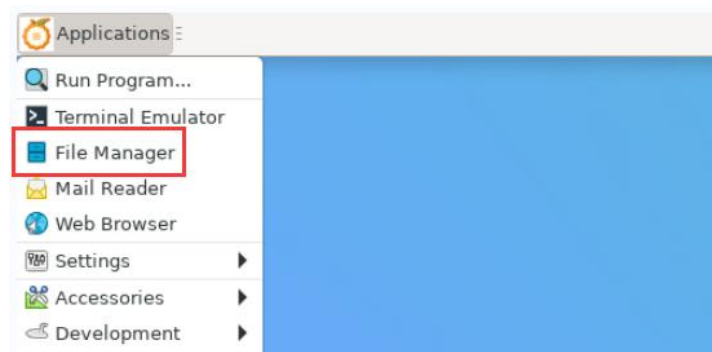 Applications
Run Program...
Terminal Emulator
File Manager
Mail Reader
Web Browser
Settings
Accessories
Development